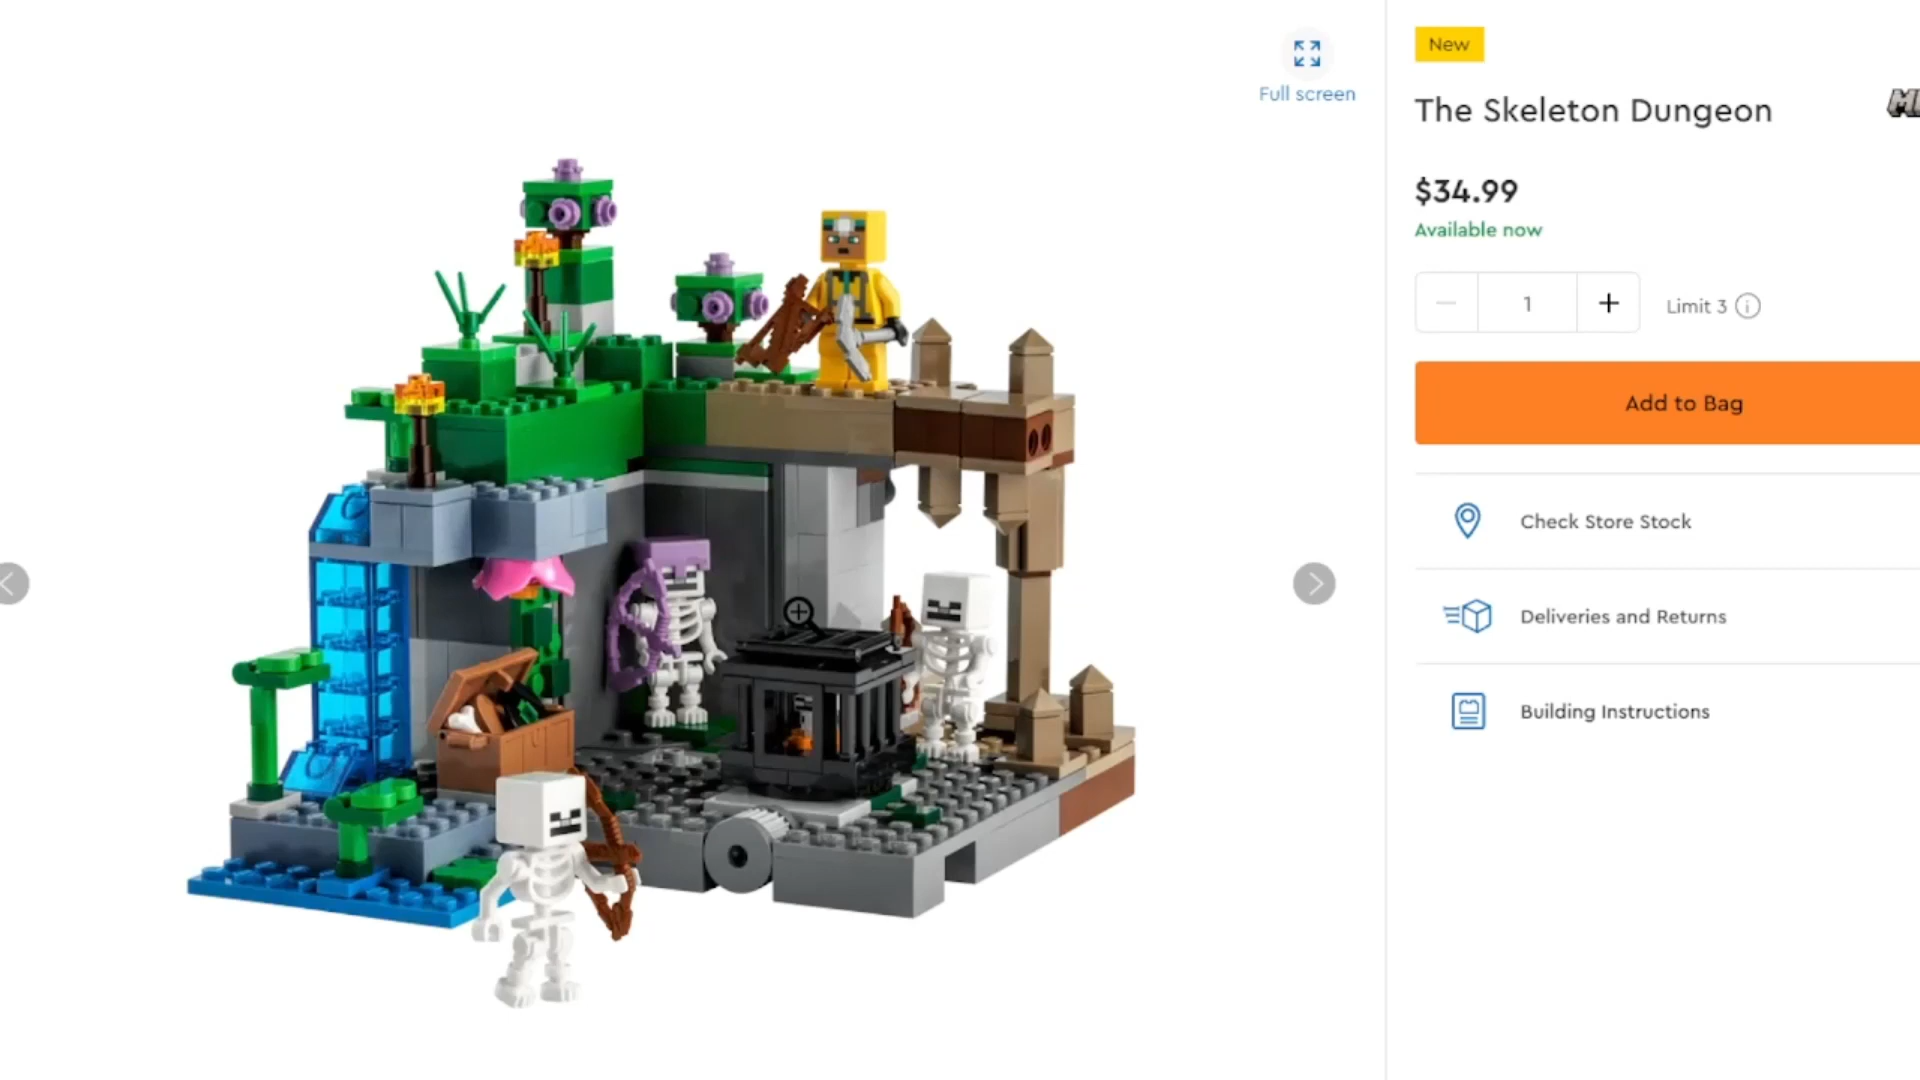 Full screen
New
The Skeleton Dungeon
$34.99
Available now
1
Limit 3
Add to Bag
Check Store Stock
Deliveries and Returns
Building Instructions